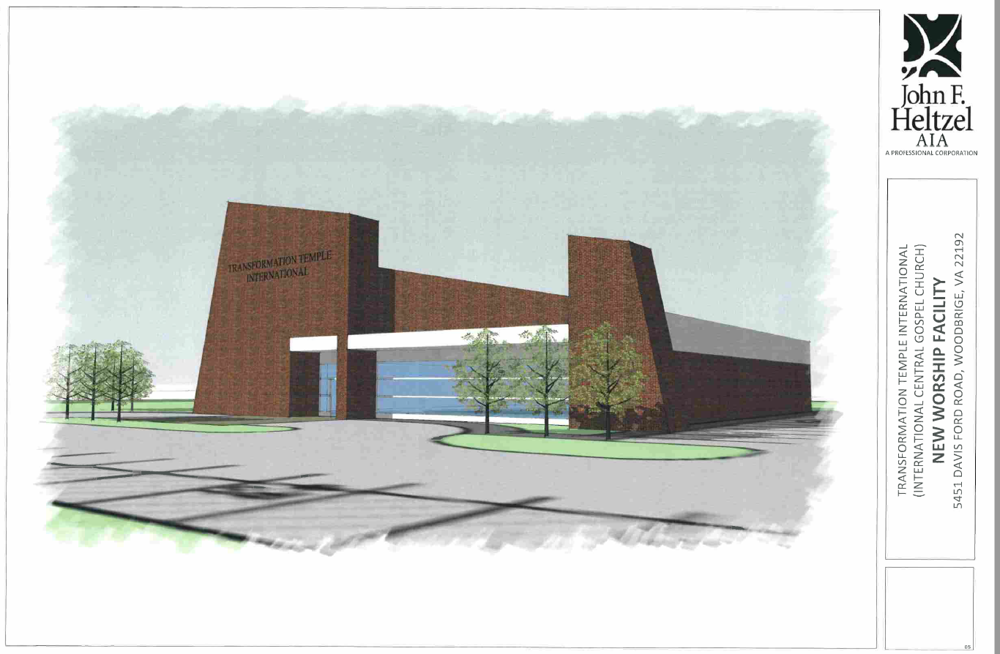 TRANSFORMATION TEMPLE
INTERNATIONAL
John F.
Heltzel
AIA
A PROFESSIONAL CORPORATION
TRANSFORMATION TEMPLE INTERNATIONAL
(INTERNATIONAL CENTRAL GOSPEL CHURCH)
NEW WORSHIP FACILITY
5451 DAVIS FORD ROAD, WOODBRIGE, VA 22192
05